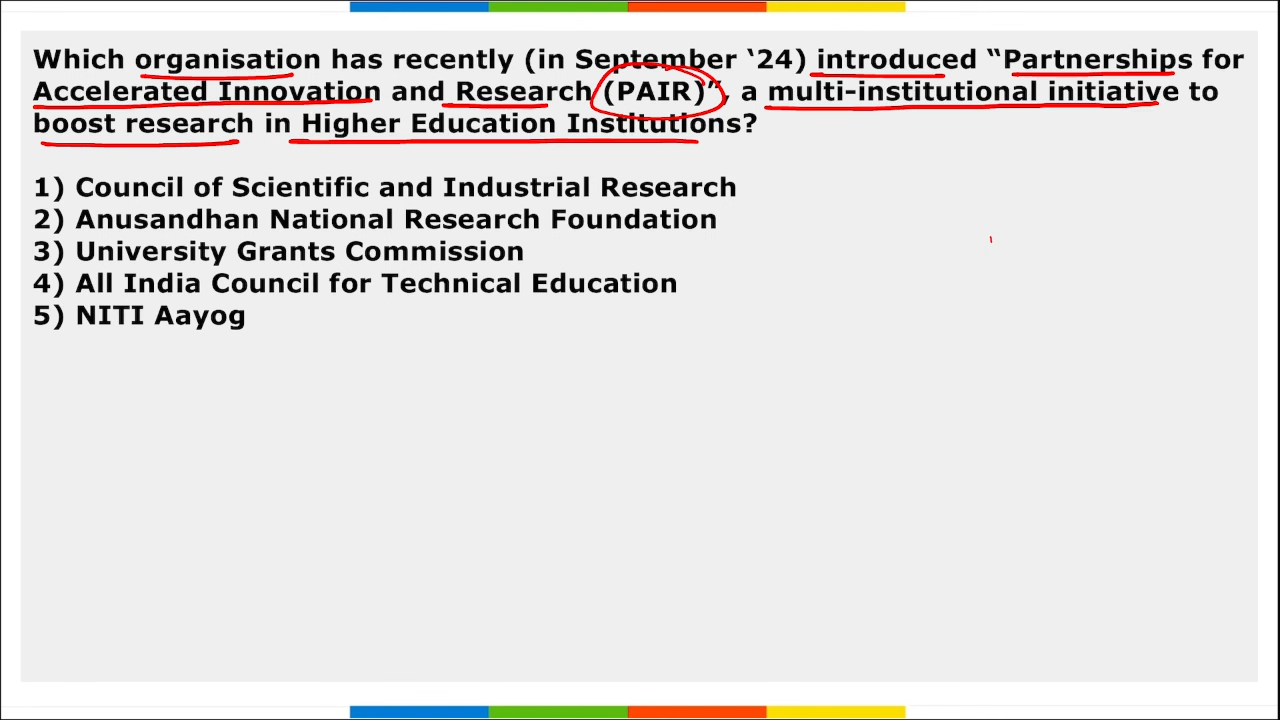 Which organisation has recently (in September ‘24) introduced “Partnerships for
Accelerated Innovation and Research (PAIR)”, a multi-institutional initiative to
boost research in Higher Education Institutions?
1) Council of Scientific and Industrial Research
2) Anusandhan National Research Foundation
3) University Grants Commission
4) All India Council for Technical Education
5) NITI Aayog